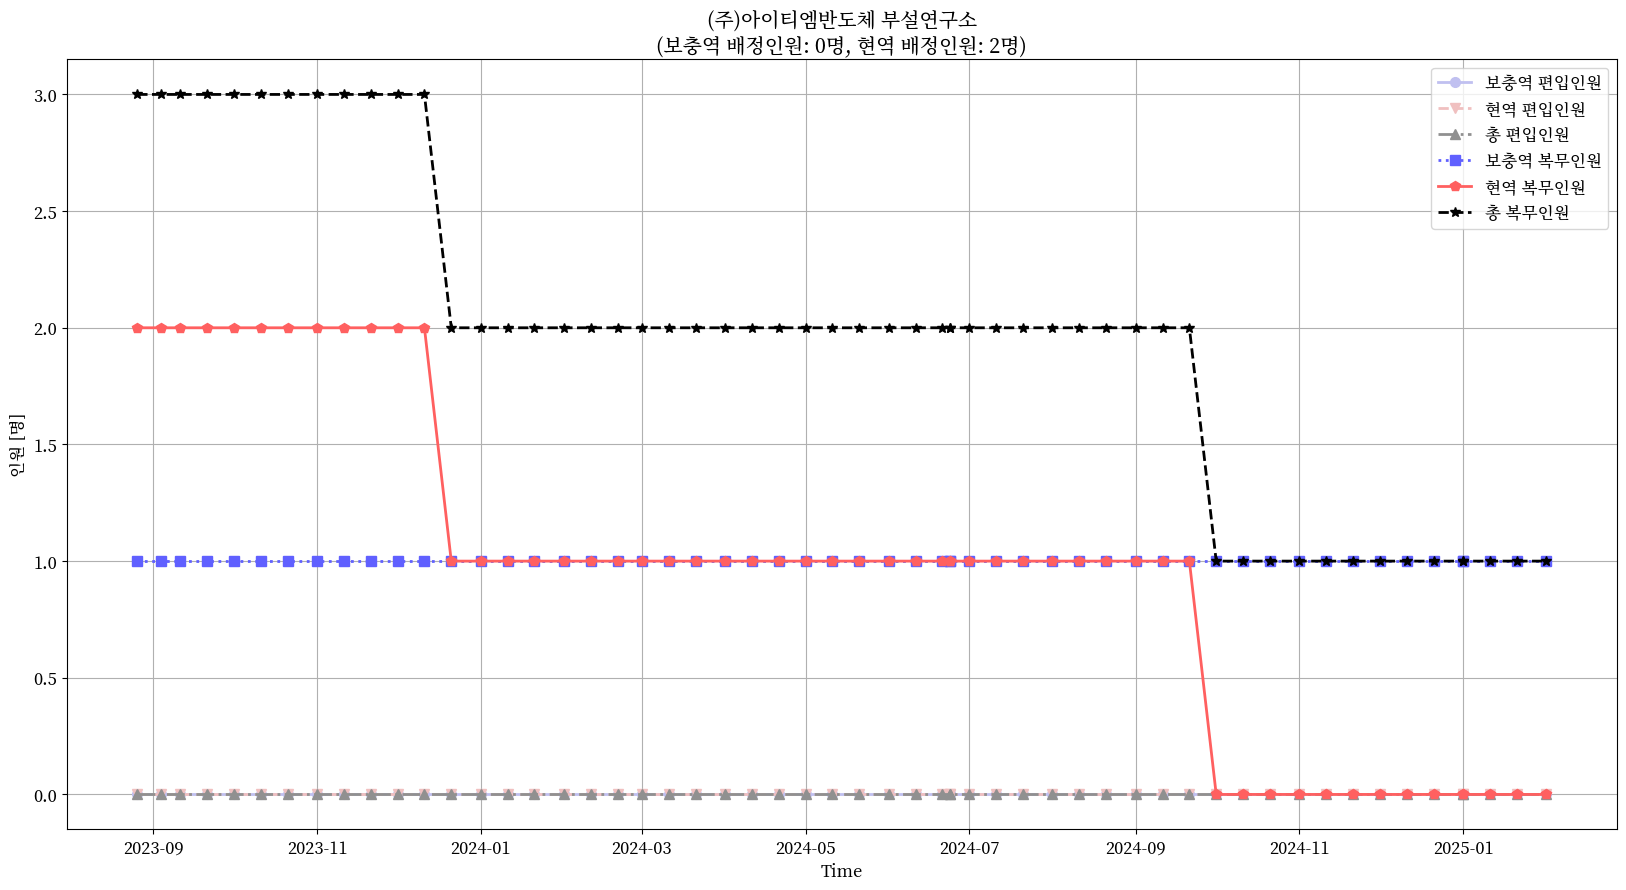 (주)아이티엠반도체 부설연구소
(보충역 배정인원: 0명, 현역 배정인원: 2명)
보충역 편입인원
현역 편입인원
총 편입인원
보충역 복무인원
현역 복무인원
총 복무인원
인원 [명]
3.0
2.5
2.0
1.5
1.0
0.5
0.0
2023-09 2023-11 2024-01 2024-03 2024-05 2024-07 2024-09 2024-11 2025-01
Time